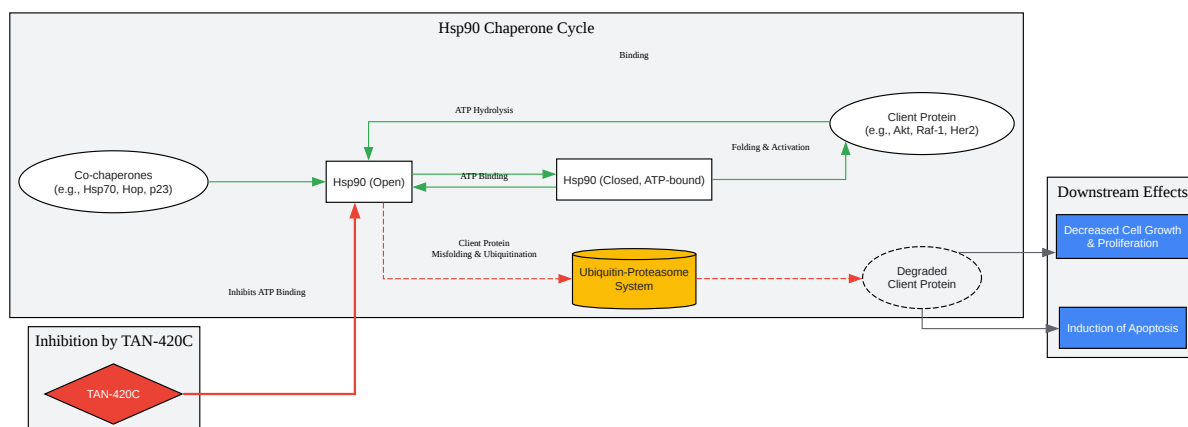 Hsp90 Chaperone Cycle
Binding
ATP Hydrolysis
Client Protein
(e.g., Akt, Raf-1, Her2)
Folding & Activation
Co-chaperones
(e.g., Hsp70, Hop, p23)
Hsp90 (Open)
ATP Binding
Hsp90 (Closed, ATP-bound)
Downstream Effects
Decreased Cell Growth
& Proliferation
Client Protein
Misfolding & Ubiquitination
Ubiquitin-Proteasome
System
Degraded
Client Protein
Inhibits ATP Binding
Induction of Apoptosis
Inhibition by TAN-420C
TAN-420C